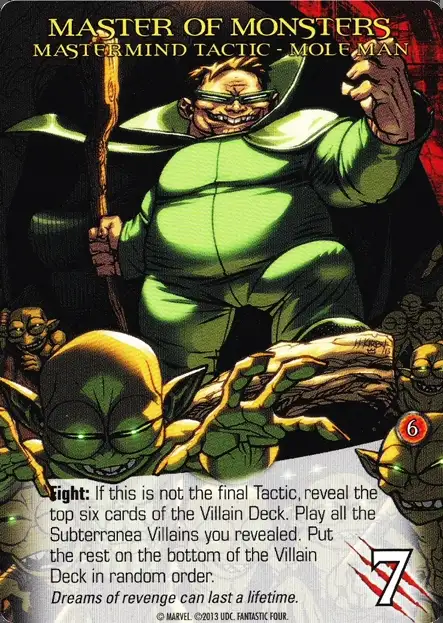 MASTER OF MONSTERS
MASTERMIND TACTIC - MOLE MAN
6
Fight: If this is not the final Tactic, reveal the
top six cards of the Villain Deck. Play all the
Subterranea Villains you revealed. Put
the rest on the bottom of the Villain
Deck in random order.
Dreams of revenge can last a lifetime.
7
© MARVEL. ©2013 UDC. FANTASTIC FOUR.